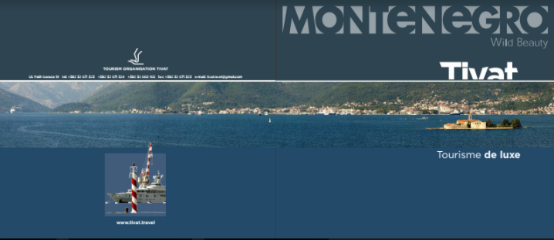 TOURISM ORGANISATION TIVAT
www.tivat.travel
MONTENEGRO
Wild Beauty
Tivat
Tourisme de luxe